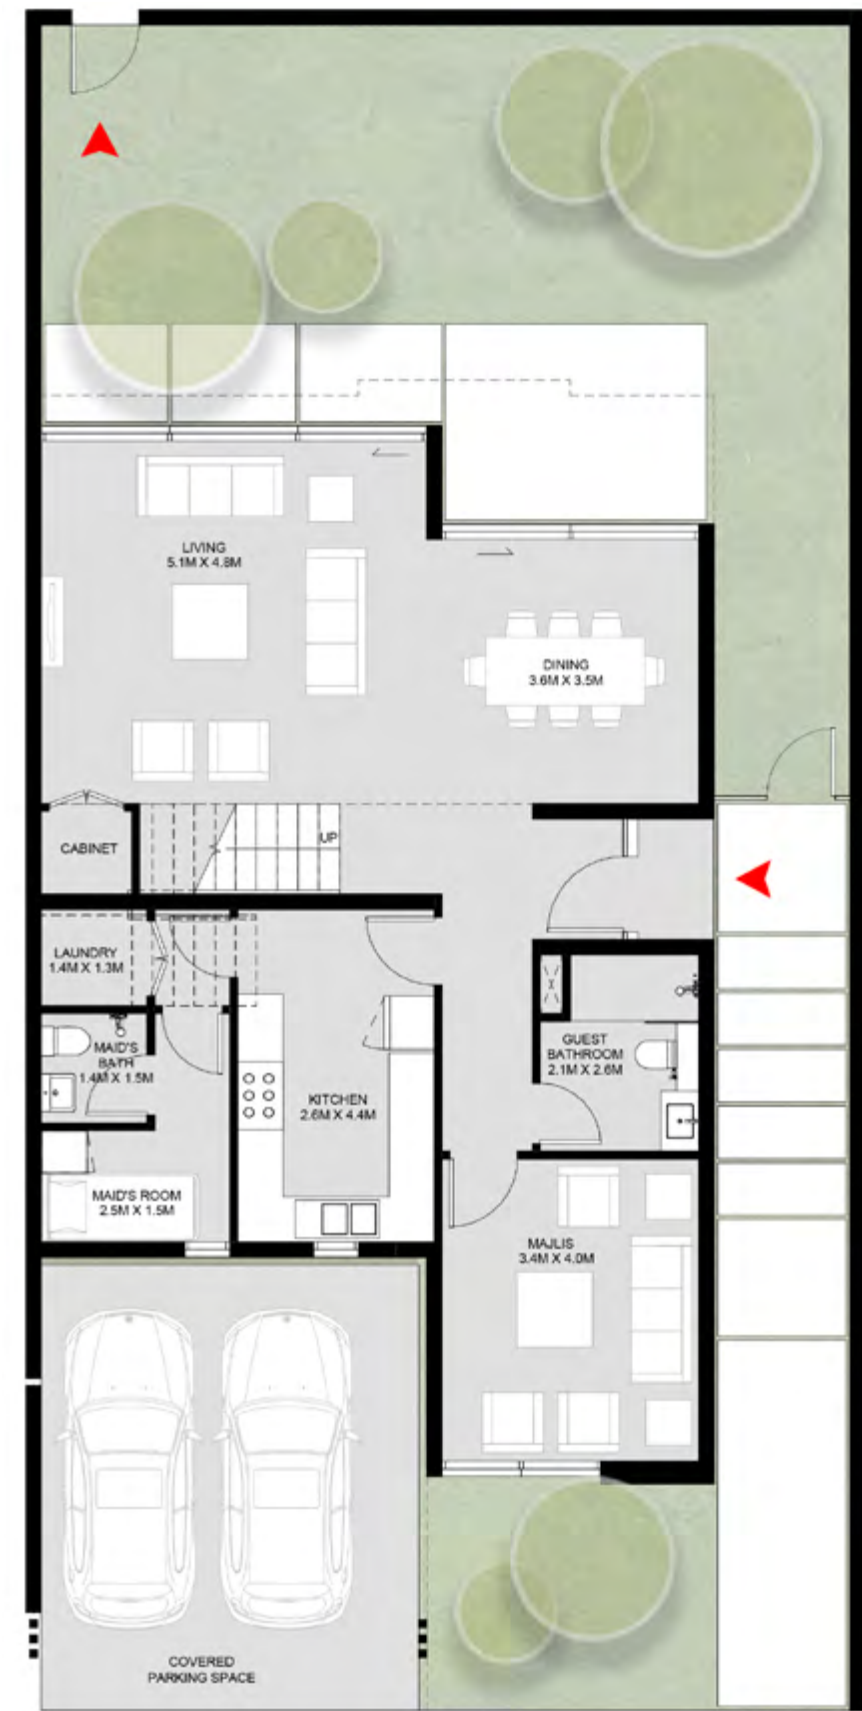 LIVING
5.1M X 4.8M
DINING
3.6M X 3.5M
CABINET
UP
LAUNDRY
1.4M X 1.3M
MAID'S
BATH
1.4M X 1.5M
GUEST
BATHROOM
2.1M X 2.6M
KITCHEN
2.6M X 4.4M
MAID'S ROOM
2.5M X 1.5M
MAJLIS
3.4M X 4.0M
COVERED
PARKING SPACE